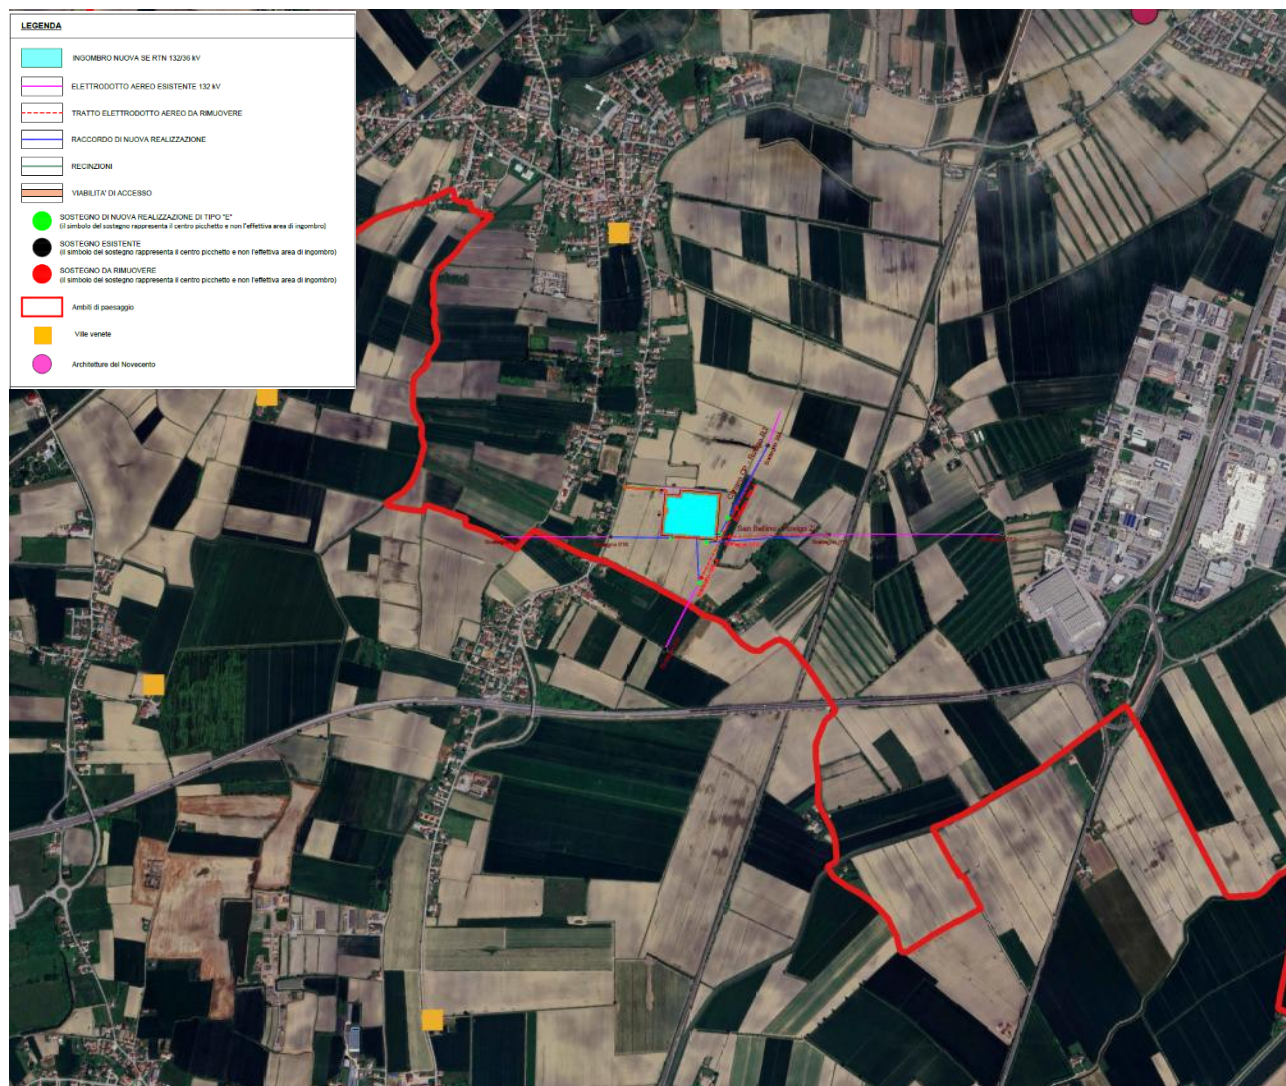 LEGENDA
INGOMBRO NUOVA SE RTN 132/36 kV
ELETTRODOTTO AEREO ESISTENTE 132 kV
TRATTO ELETTRODOTTO AEREO DA RIMUOVERE
RACCORDO DI NUOVA REALIZZAZIONE
RECINZIONI
VIABILITA' DI ACCESSO
SOSTEGNO DI NUOVA REALIZZAZIONE DI TIPO "E"
(il simbolo del sostegno rappresenta il centro picchetto e non l'effettiva area di ingombro)
SOSTEGNO ESISTENTE
(il simbolo del sostegno rappresenta il centro picchetto e non l'effettiva area di ingombro)
SOSTEGNO DA RIMUOVERE
(il simbolo del sostegno rappresenta il centro picchetto e non l'effettiva area di ingombro)
Ambiti di paesaggio
Ville venete
Architetture del Novecento
San Bellino